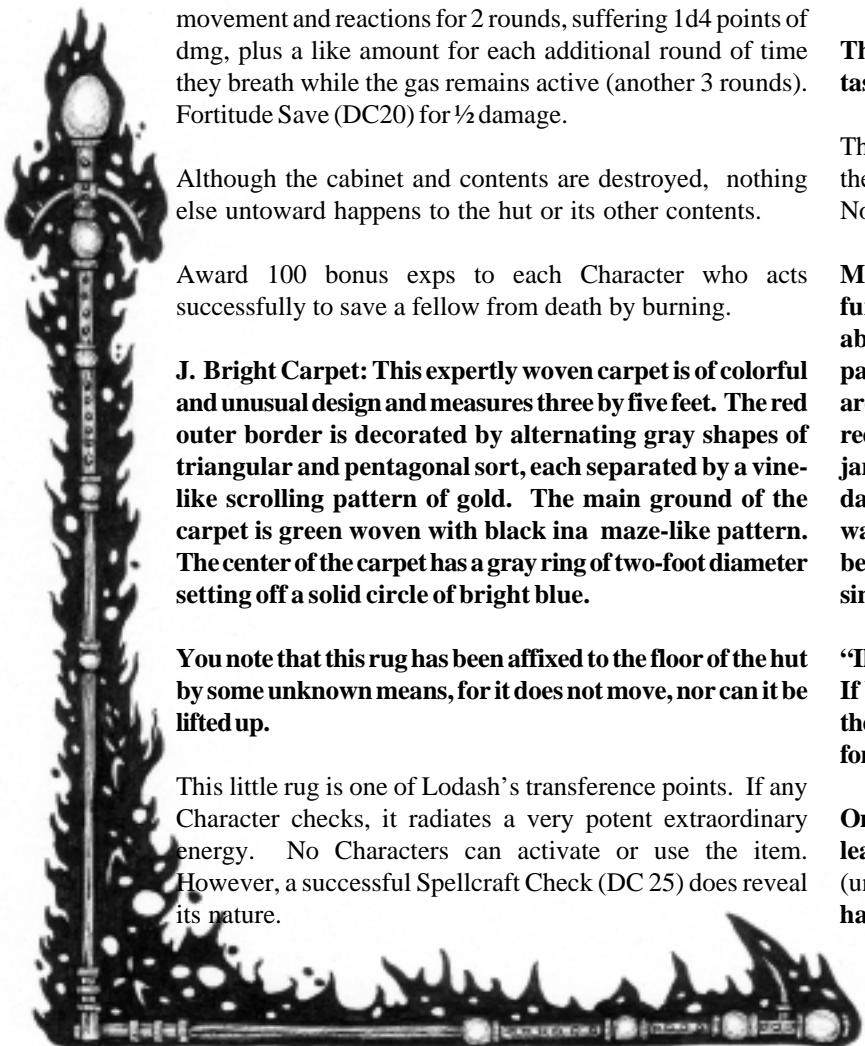 movement and reactions for 2 rounds, suffering 1d4 points of
dmg, plus a like amount for each additional round of time
they breath while the gas remains active (another 3 rounds).
Fortitude Save (DC20) for ½ damage.
Although the cabinet and contents are destroyed, nothing
else untoward happens to the hut or its other contents.
Award 100 bonus exps to each Character who acts
successfully to save a fellow from death by burning.
J. Bright Carpet: This expertly woven carpet is of colorful
and unusual design and measures three by five feet. The red
outer border is decorated by alternating gray shapes of
triangular and pentagonal sort, each separated by a vine-
like scrolling pattern of gold. The main ground of the
carpet is green woven with black ina maze-like pattern.
The center of the carpet has a gray ring of two-foot diameter
setting off a solid circle of bright blue.
You note that this rug has been affixed to the floor of the hut
by some unknown means, for it does not move, nor can it be
lifted up.
This little rug is one of Lodash's transference points. If any
Character checks, it radiates a very potent extraordinary
energy. No Characters can activate or use the item.
However, a successful Spellcraft Check (DC 25) does reveal
its nature.
If